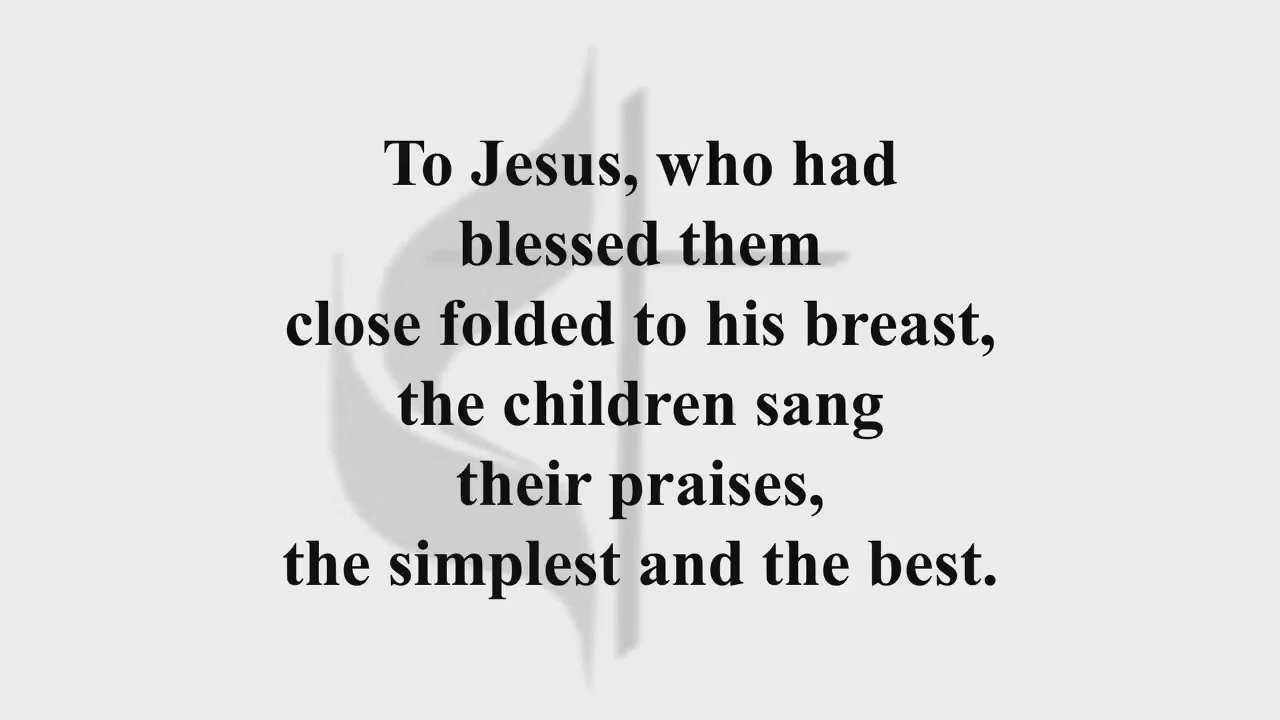 To Jesus, who had
blessed them
close folded to his breast,
the children sang
their praises,
the simplest and the best.